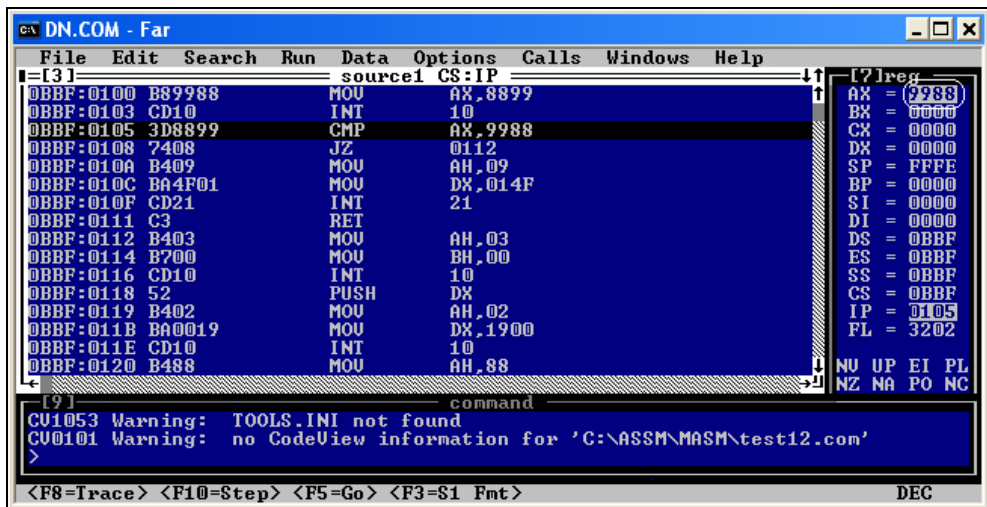 DN.COM - Far
File Edit Search Run Data Options Calls Windows Help
[3] source1 CS:IP
0BBF:0100 B89988 MOV AX,8899
0BBF:0103 CD10 INT 10
0BBF:0105 3D8899 CMP AX,9988
0BBF:0108 7408 JZ 0112
0BBF:010A B409 MOV AH,09
0BBF:010C BA4F01 MOV DX,014F
0BBF:010F CD21 INT 21
0BBF:0111 C3 RET
0BBF:0112 B403 MOV AH,03
0BBF:0114 B700 MOV BH,00
0BBF:0116 CD10 INT 10
0BBF:0118 52 PUSH DX
0BBF:0119 B402 MOV AH,02
0BBF:011B BA0019 MOV DX,1900
0BBF:011E CD10 INT 10
0BBF:0120 B488 MOV AH,88
[7]reg
AX = 9988
BX = 0000
CX = 0000
DX = 0000
SP = FFFE
BP = 0000
SI = 0000
DI = 0000
DS = 0BBF
ES = 0BBF
SS = 0BBF
CS = 0BBF
IP = 0105
FL = 3202
NV UP EI PL
NZ NA PO NC
[9] command
CV1053 Warning: TOOLS.INI not found
CV0101 Warning: no CodeView information for 'C:\ASSM\MASM\test12.com'
>
<F8=Trace> <F10=Step> <F5=Go> <F3=S1 Fmt> DEC